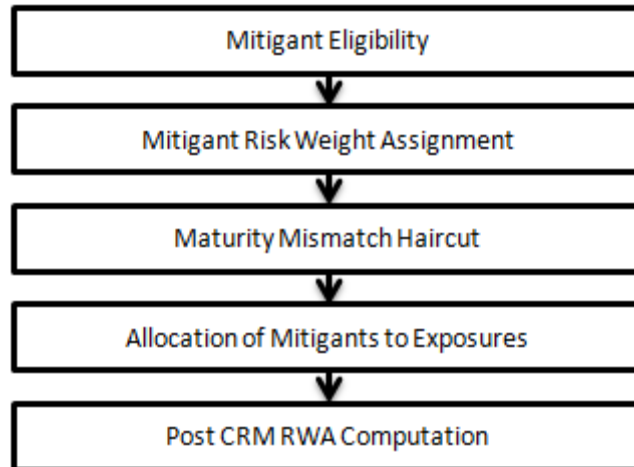 Mitigant Eligibility
Mitigant Risk Weight Assignment
Maturity Mismatch Haircut
Allocation of Mitigants to Exposures
Post CRM RWA Computation